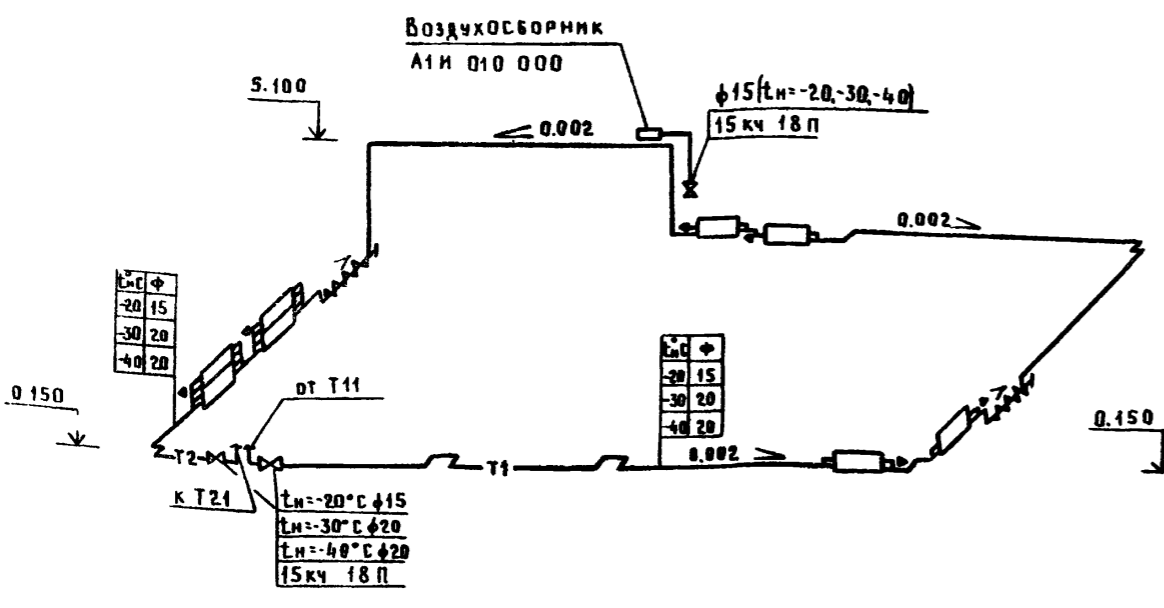 Воздухосборник
А1И 010 000
5.100
0.002
ф15(tн=-20,-30,-40)
15кч 18П
0.002
t°нС Ф
-20 15
-30 20
-40 20
t°нС Ф
-20 15
-30 20
-40 20
0 150
от Т11
0.150
0.002
Т2
Т1
к Т21
tн=-20°С ф15
tн=-30°С ф20
tн=-40°С ф20
15кч 18П